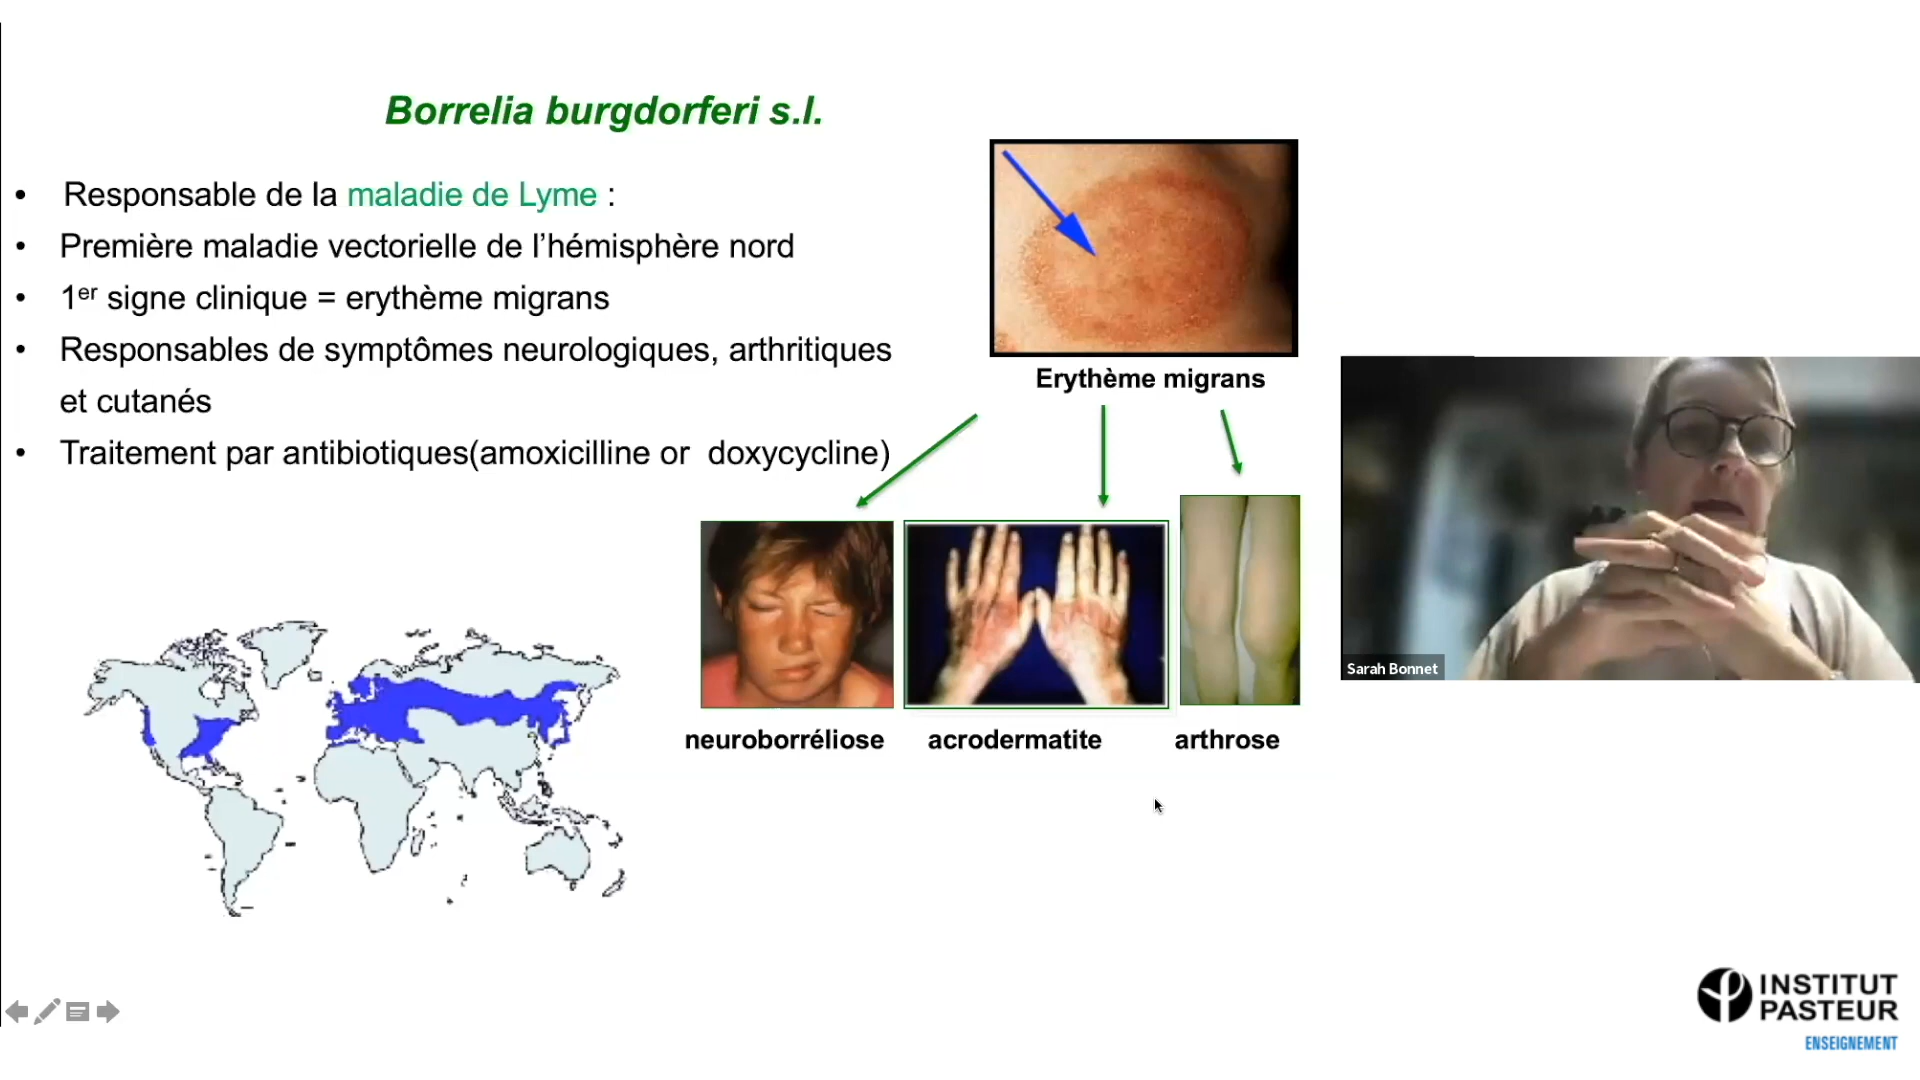 Borrelia burgdorferi s.l.
• Responsable de la maladie de Lyme :
• Première maladie vectorielle de l’hémisphère nord
• 1er signe clinique = erythème migrans
• Responsables de symptômes neurologiques, arthritiques
et cutanés
• Traitement par antibiotiques(amoxicilline or  doxycycline)
Erythème migrans
neuroborréliose
acrodermatite
arthrose
Sarah Bonnet
INSTITUT
PASTEUR
ENSEIGNEMENT